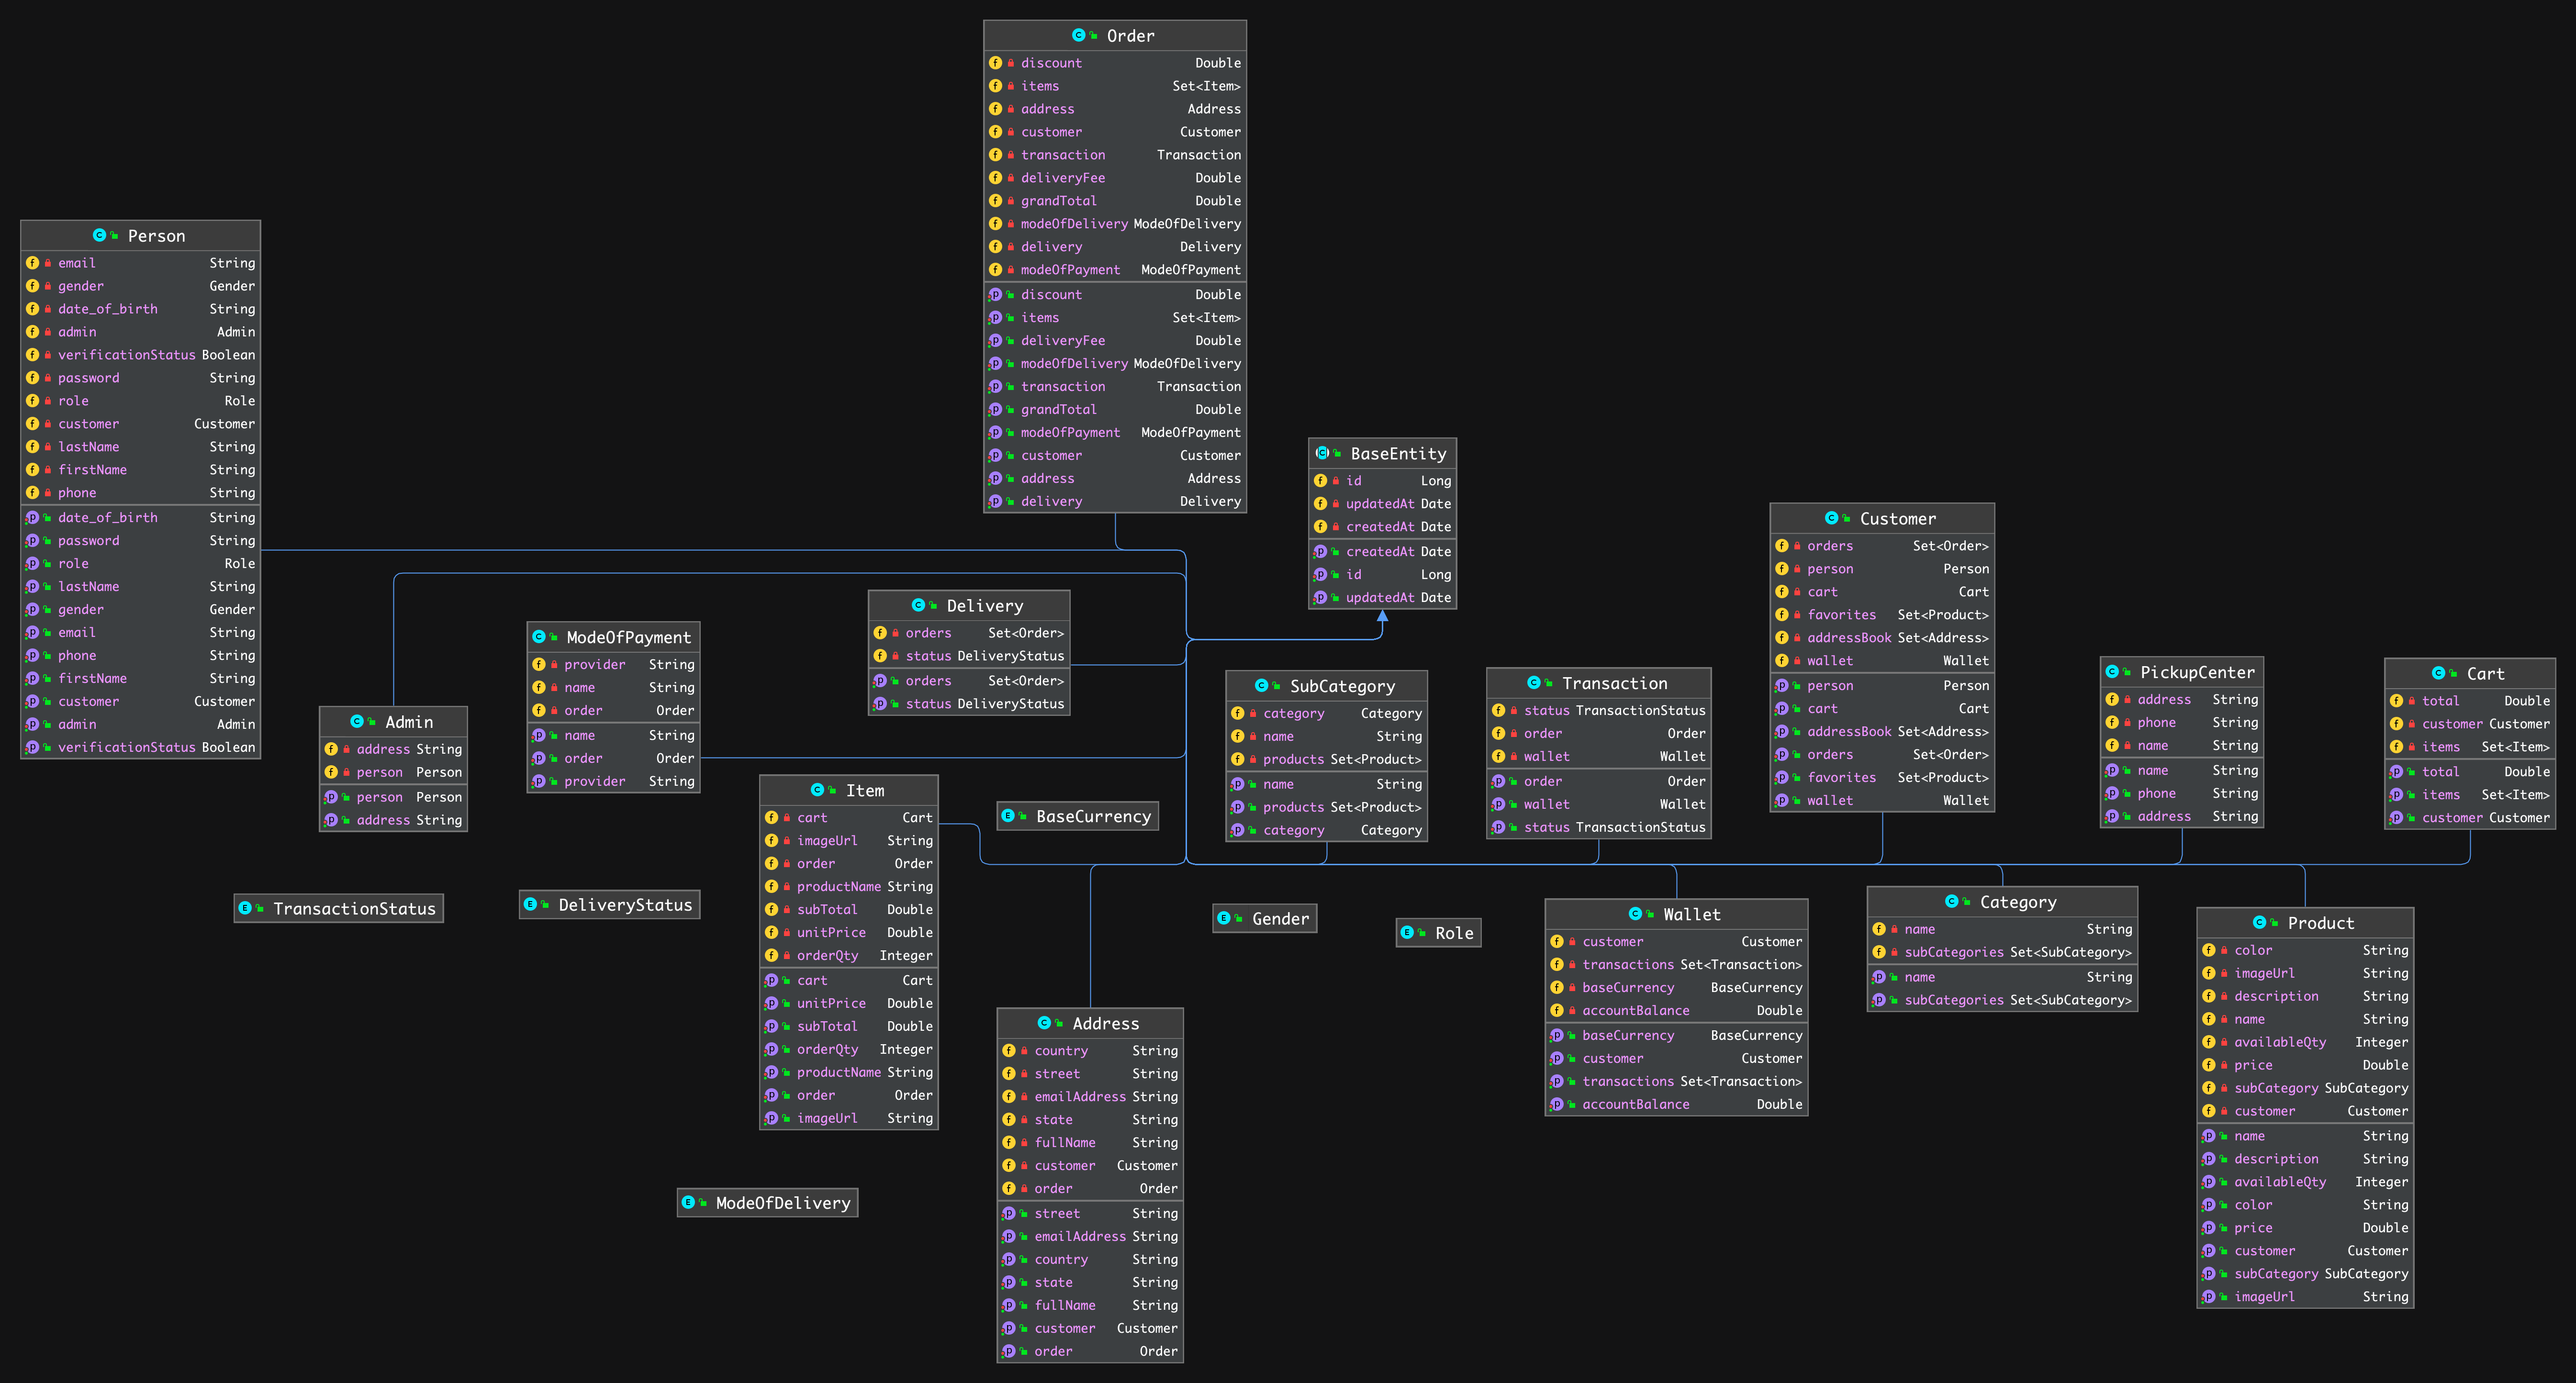 Order
discount Double
items Set<Item>
address Address
customer Customer
transaction Transaction
deliveryFee Double
grandTotal Double
modeOfDelivery ModeOfDelivery
delivery Delivery
modeOfPayment ModeOfPayment
discount Double
items Set<Item>
deliveryFee Double
modeOfDelivery ModeOfDelivery
transaction Transaction
grandTotal Double
modeOfPayment ModeOfPayment
customer Customer
address Address
delivery Delivery
Person
email String
gender Gender
date_of_birth String
admin Admin
verificationStatus Boolean
password String
role Role
customer Customer
lastName String
firstName String
phone String
date_of_birth String
password String
role Role
lastName String
gender Gender
email String
phone String
firstName String
customer Customer
admin Admin
verificationStatus Boolean
BaseEntity
id Long
updatedAt Date
createdAt Date
createdAt Date
id Long
updatedAt Date
Customer
orders Set<Order>
person Person
cart Cart
favorites Set<Product>
addressBook Set<Address>
wallet Wallet
person Person
cart Cart
addressBook Set<Address>
orders Set<Order>
favorites Set<Product>
wallet Wallet
Delivery
orders Set<Order>
status DeliveryStatus
orders Set<Order>
status DeliveryStatus
ModeOfPayment
provider String
name String
order Order
name String
order Order
provider String
Admin
address String
person Person
person Person
address String
SubCategory
category Category
name String
products Set<Product>
name String
products Set<Product>
category Category
Transaction
status TransactionStatus
order Order
wallet Wallet
order Order
wallet Wallet
status TransactionStatus
PickupCenter
address String
phone String
name String
name String
phone String
address String
Cart
total Double
customer Customer
items Set<Item>
total Double
items Set<Item>
customer Customer
Item
cart Cart
imageUrl String
order Order
productName String
subTotal Double
unitPrice Double
orderQty Integer
cart Cart
unitPrice Double
subTotal Double
orderQty Integer
productName String
order Order
imageUrl String
BaseCurrency
TransactionStatus
DeliveryStatus
Gender
Role
Wallet
customer Customer
transactions Set<Transaction>
baseCurrency BaseCurrency
accountBalance Double
baseCurrency BaseCurrency
customer Customer
transactions Set<Transaction>
accountBalance Double
Category
name String
subCategories Set<SubCategory>
name String
subCategories Set<SubCategory>
Product
color String
imageUrl String
description String
name String
availableQty Integer
price Double
subCategory SubCategory
customer Customer
name String
description String
availableQty Integer
color String
price Double
customer Customer
subCategory SubCategory
imageUrl String
Address
country String
street String
emailAddress String
state String
fullName String
customer Customer
order Order
street String
emailAddress String
country String
state String
fullName String
customer Customer
order Order
ModeOfDelivery